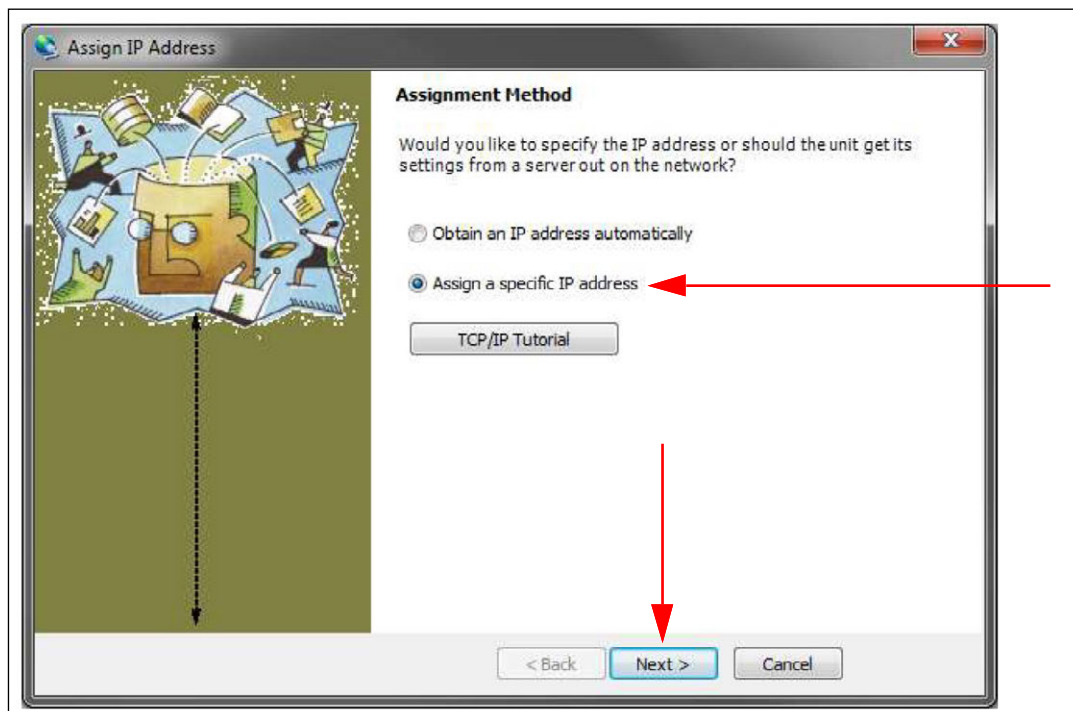 Assign IP Address
Assignment Method
Would you like to specify the IP address or should the unit get its
settings from a server out on the network?
Obtain an IP address automatically
Assign a specific IP address
TCP/IP Tutorial
< Back
Next >
Cancel